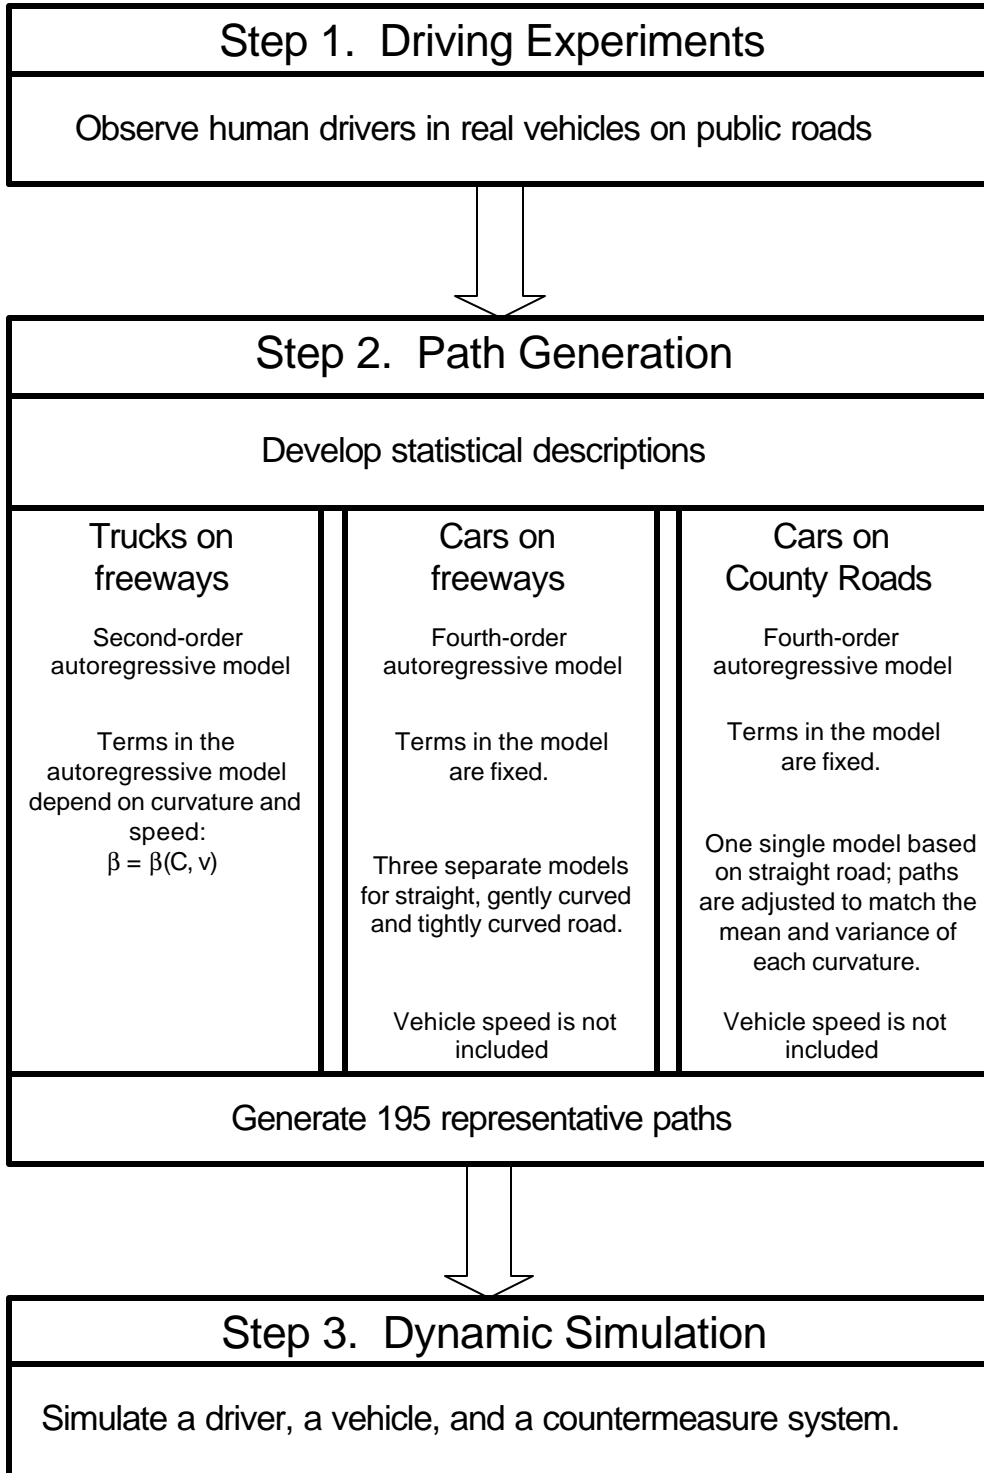 Step 1.  Driving Experiments
Observe human drivers in real vehicles on public roads
Step 2.  Path Generation
Develop statistical descriptions
Trucks on
freeways
Second-order
autoregressive model
Terms in the
autoregressive model
depend on curvature and
speed:
β = β(C, v)
Cars on
freeways
Fourth-order
autoregressive model
Terms in the model
are fixed.
Three separate models
for straight, gently curved
and tightly curved road.
Vehicle speed is not
included
Cars on
County Roads
Fourth-order
autoregressive model
Terms in the model
are fixed.
One single model based
on straight road; paths
are adjusted to match the
mean and variance of
each curvature.
Vehicle speed is not
included
Generate 195 representative paths
Step 3.  Dynamic Simulation
Simulate a driver, a vehicle, and a countermeasure system.